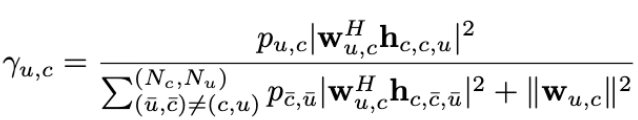 \gamma_{u,c} = \frac{p_{u,c}|\mathbf{w}_{u,c}^{H}\mathbf{h}_{c,c,u}|^2}{\sum_{(\bar{u},\bar{c})\neq(c,u)}^{(N_c,N_u)} p_{\bar{c},\bar{u}}|\mathbf{w}_{u,c}^{H}\mathbf{h}_{c,\bar{c},\bar{u}}|^2 + \|\mathbf{w}_{u,c}\|^2}